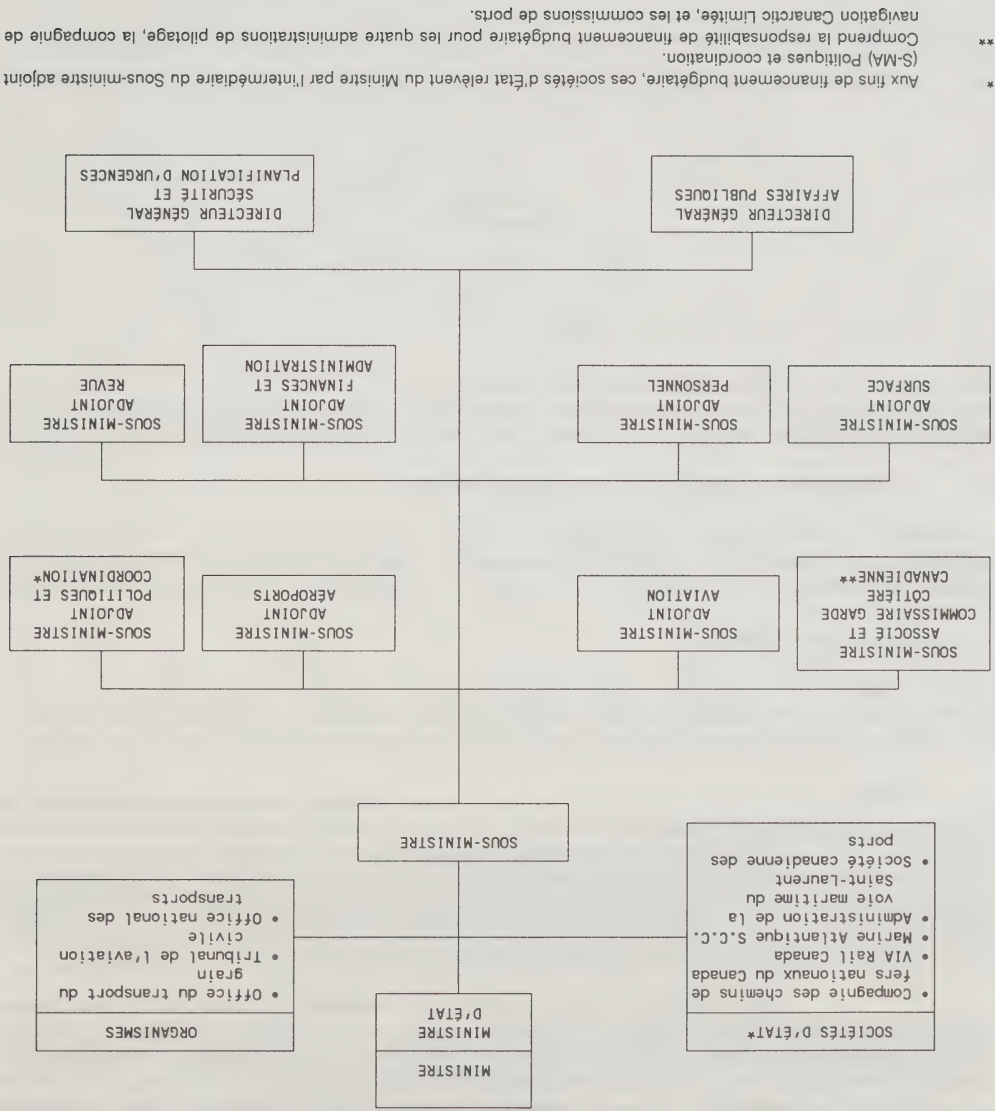 MINISTRE
MINISTRE
D'ÉTAT
SOCIÉTÉS D'ÉTAT*
• Compagnie des chemins de
fers nationaux du Canada
• VIA Rail Canada
• Marine Atlantique S.C.C.
• Administration de la
voie maritime du
Saint-Laurent
• Société canadienne des
ports
ORGANISMES
• Office du transport du
grain
• Tribunal de l'aviation
civile
• Office national des
transports
SOUS-MINISTRE
SOUS-MINISTRE
ASSOCIÉ ET
COMMISSAIRE GARDE
CÔTIÈRE
CANADIENNE**
SOUS-MINISTRE
ADJOINT
AVIATION
SOUS-MINISTRE
ADJOINT
AÉROPORTS
SOUS-MINISTRE
ADJOINT
POLITIQUES ET
COORDINATION*
SOUS-MINISTRE
ADJOINT
SURFACE
SOUS-MINISTRE
ADJOINT
PERSONNEL
SOUS-MINISTRE
ADJOINT
FINANCES ET
ADMINISTRATION
SOUS-MINISTRE
ADJOINT
REVUE
DIRECTEUR GÉNÉRAL
AFFAIRES PUBLIQUES
DIRECTEUR GÉNÉRAL
SÉCURITÉ ET
PLANIFICATION D'URGENCES
* Aux fins de financement budgétaire, ces sociétés d'État relèvent du Ministre par l'intermédiaire du Sous-ministre adjoint
(S-MA) Politiques et coordination.
** Comprend la responsabilité de financement budgétaire pour les quatre administrations de pilotage, la compagnie de
navigation Canarctic Limitée, et les commissions de ports.